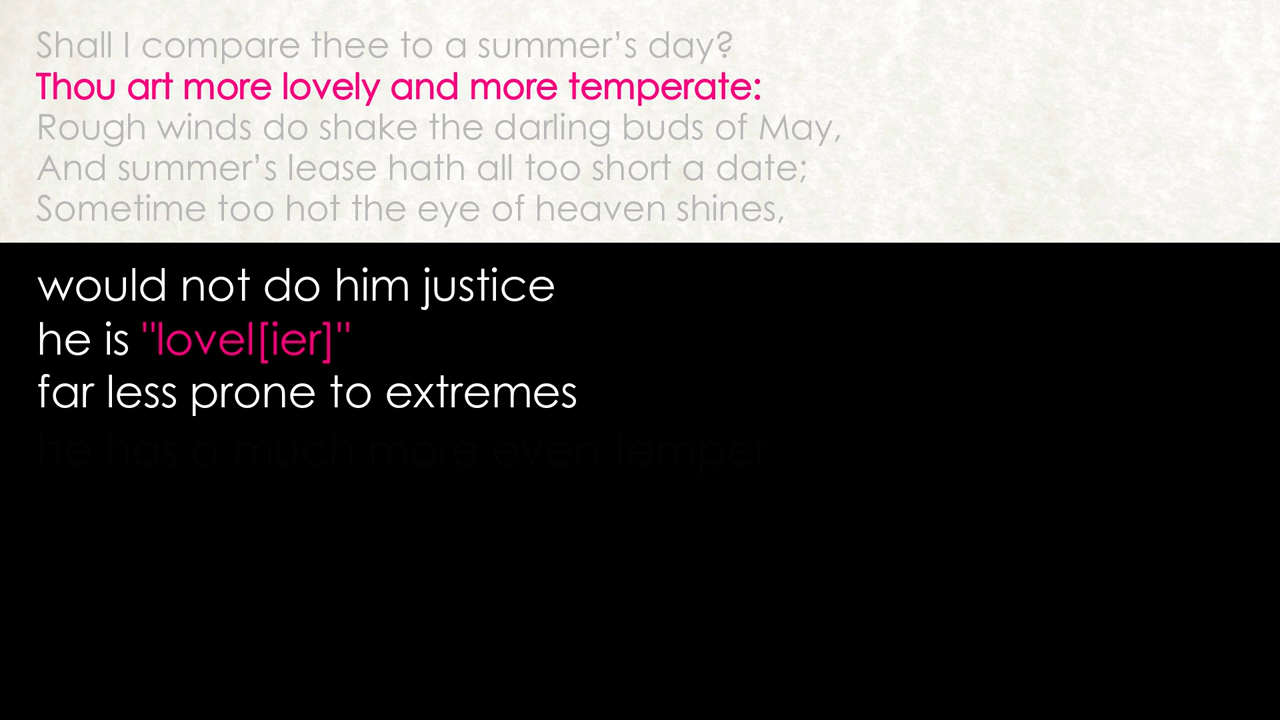 Shall I compare thee to a summer’s day?
Thou art more lovely and more temperate:
Rough winds do shake the darling buds of May,
And summer’s lease hath all too short a date;
Sometime too hot the eye of heaven shines,
would not do him justice
he is "lovel[ier]"
far less prone to extremes
he has a much more even temper